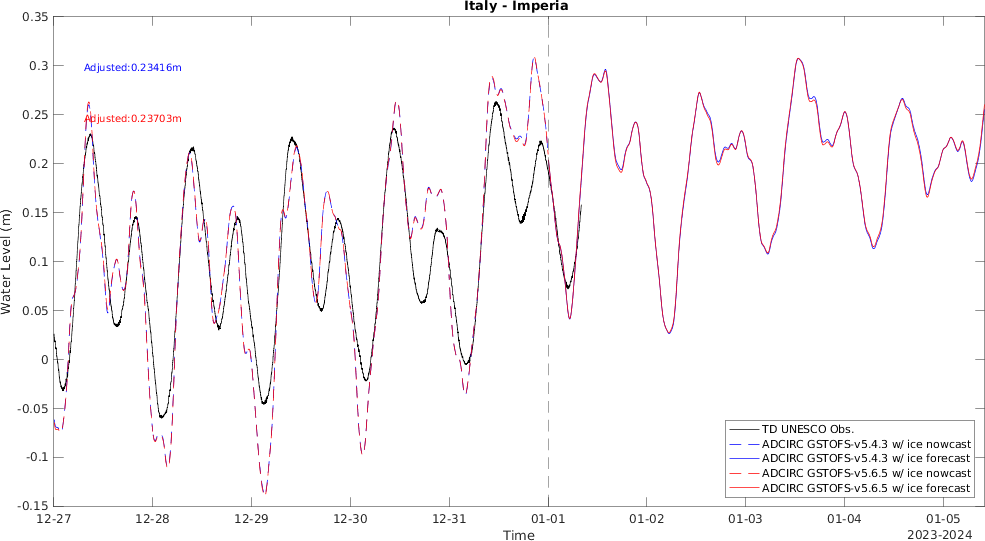 Italy - Imperia
0.35
0.3
0.25
0.2
0.15
0.1
0.05
0
-0.05
-0.1
-0.15
Water Level (m)
Adjusted:0.23416m
Adjusted:0.23703m
TD UNESCO Obs.
ADCIRC GSTOFS-v5.4.3 w/ ice nowcast
ADCIRC GSTOFS-v5.4.3 w/ ice forecast
ADCIRC GSTOFS-v5.6.5 w/ ice nowcast
ADCIRC GSTOFS-v5.6.5 w/ ice forecast
12-27 12-28 12-29 12-30 12-31 01-01 01-02 01-03 01-04 01-05
Time
2023-2024